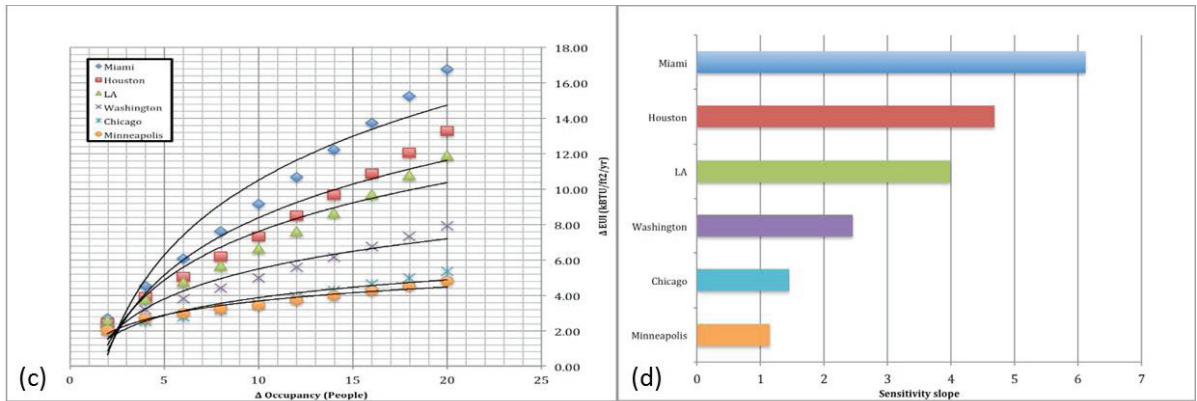 Miami
Houston
LA
Washington
Chicago
Minneapolis
18.00
16.00
14.00
12.00
10.00
8.00
6.00
4.00
2.00
0.00
Δ EUI (kBTU/ft2/yr)
0 5 10 15 20 25
Δ Occupancy (People)
(c)
Miami
Houston
LA
Washington
Chicago
Minneapolis
0 1 2 3 4 5 6 7
Sensitivity slope
(d)